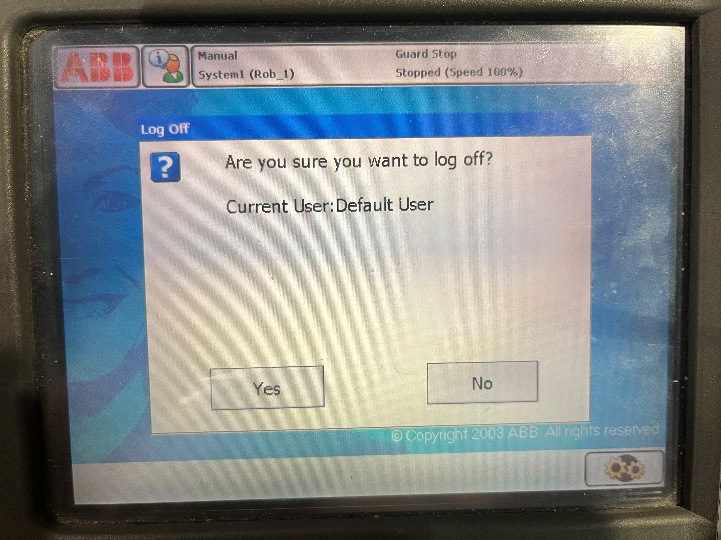 ABB
Manual
Guard Stop
System1 (Rob_1)
Stopped (Speed 100%)
Log Off
?
Are you sure you want to log off?
Current User:Default User
Yes
No
© Copyright 2003 ABB All rights reserved